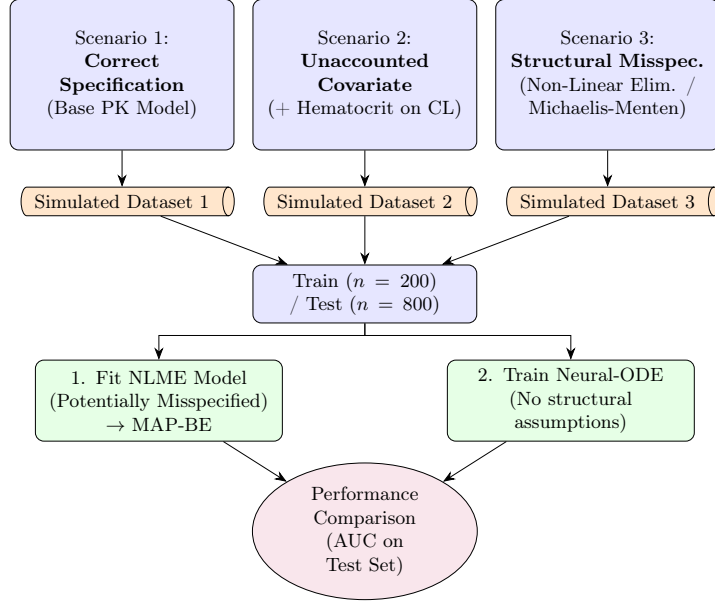 Scenario 1:
Correct
Specification
(Base PK Model)
Scenario 2:
Unaccounted
Covariate
(+ Hematocrit on CL)
Scenario 3:
Structural Misspec.
(Non-Linear Elim. /
Michaelis-Menten)
Simulated Dataset 1
Simulated Dataset 2
Simulated Dataset 3
Train (n = 200)
/ Test (n = 800)
1. Fit NLME Model
(Potentially Misspecified)
→ MAP-BE
2. Train Neural-ODE
(No structural
assumptions)
Performance
Comparison
(AUC on
Test Set)